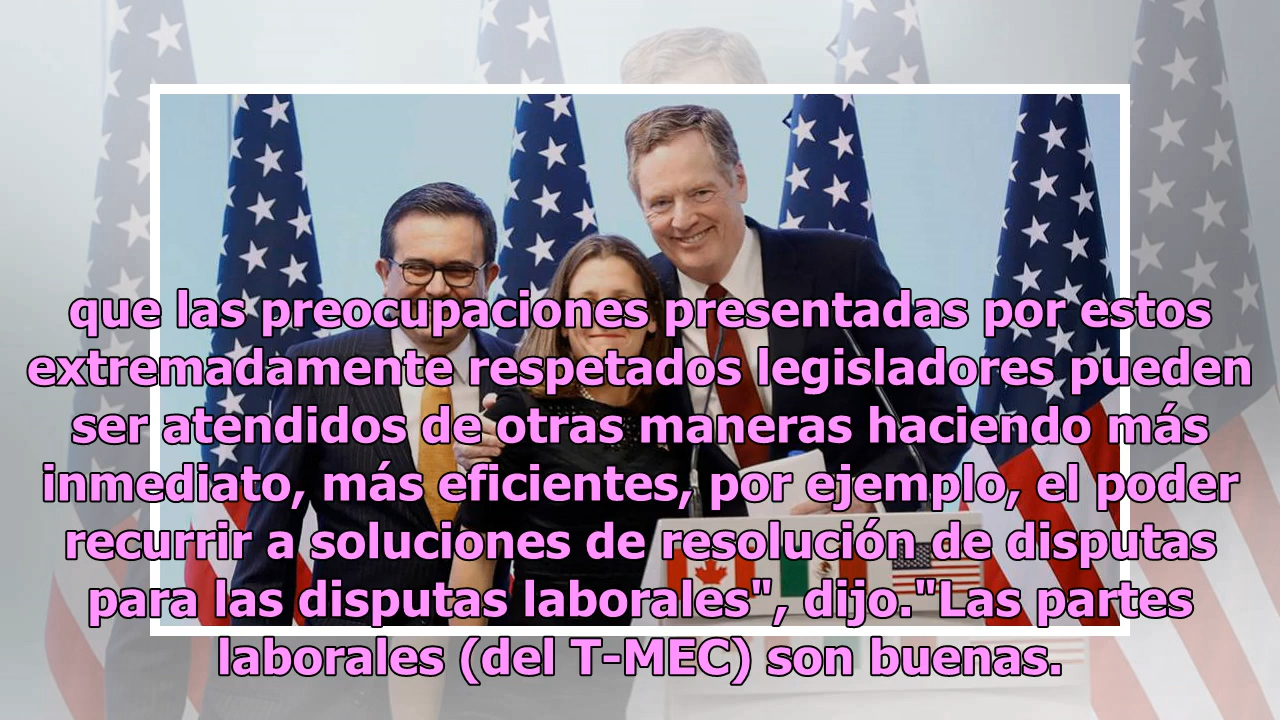 que las preocupaciones presentadas por estos
extremadamente respetados legisladores pueden
ser atendidos de otras maneras haciendo más
inmediato, más eficientes, por ejemplo, el poder
recurrir a soluciones de resolución de disputas
para las disputas laborales", dijo."Las partes
laborales (del T-MEC) son buenas.